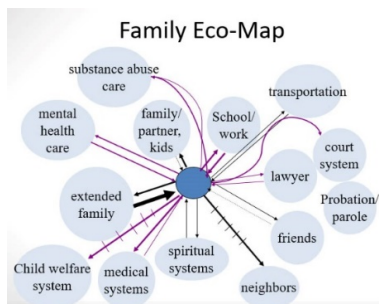 Family Eco-Map
substance abuse
care
transportation
mental
health
care
family/
partner,
kids
School/
work
court
system
lawyer
extended
family
Probation/
parole
friends
spiritual
systems
Child welfare
system
medical
systems
neighbors